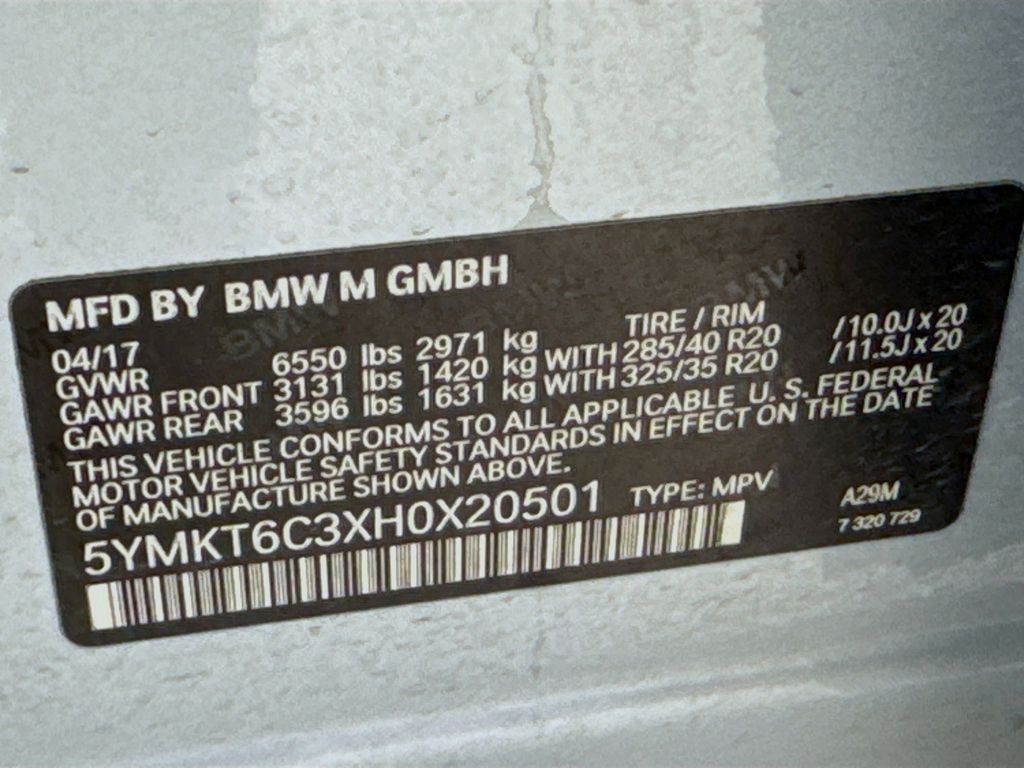 MFD BY BMW M GMBH
04/17 TIRE / RIM
GVWR 6550 lbs 2971 kg
GAWR FRONT 3131 lbs 1420 kg WITH 285/40 R20 /10.0J x 20
GAWR REAR 3596 lbs 1631 kg WITH 325/35 R20 /11.5J x 20
THIS VEHICLE CONFORMS TO ALL APPLICABLE U. S. FEDERAL
MOTOR VEHICLE SAFETY STANDARDS IN EFFECT ON THE DATE
OF MANUFACTURE SHOWN ABOVE.
5YMKT6C3XH0X20501 TYPE: MPV A29M
7 320 729